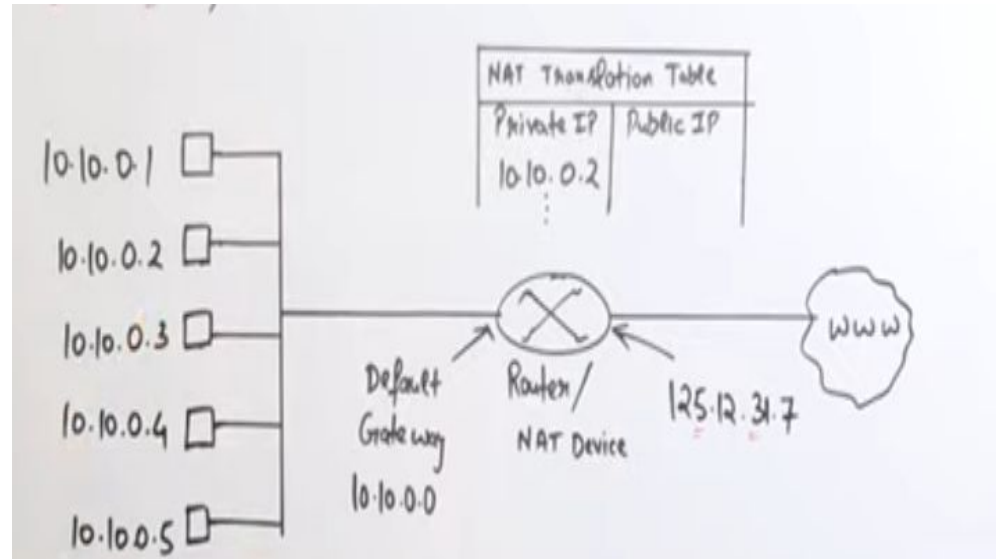 NAT Translation Table
Private IP Public IP
10.10.0.2
10.10.0.1
10.10.0.2
10.10.0.3
10.10.0.4
10.10.0.5
Default
Gateway
10.10.0.0
Router/
NAT Device
125.12.31.7
www